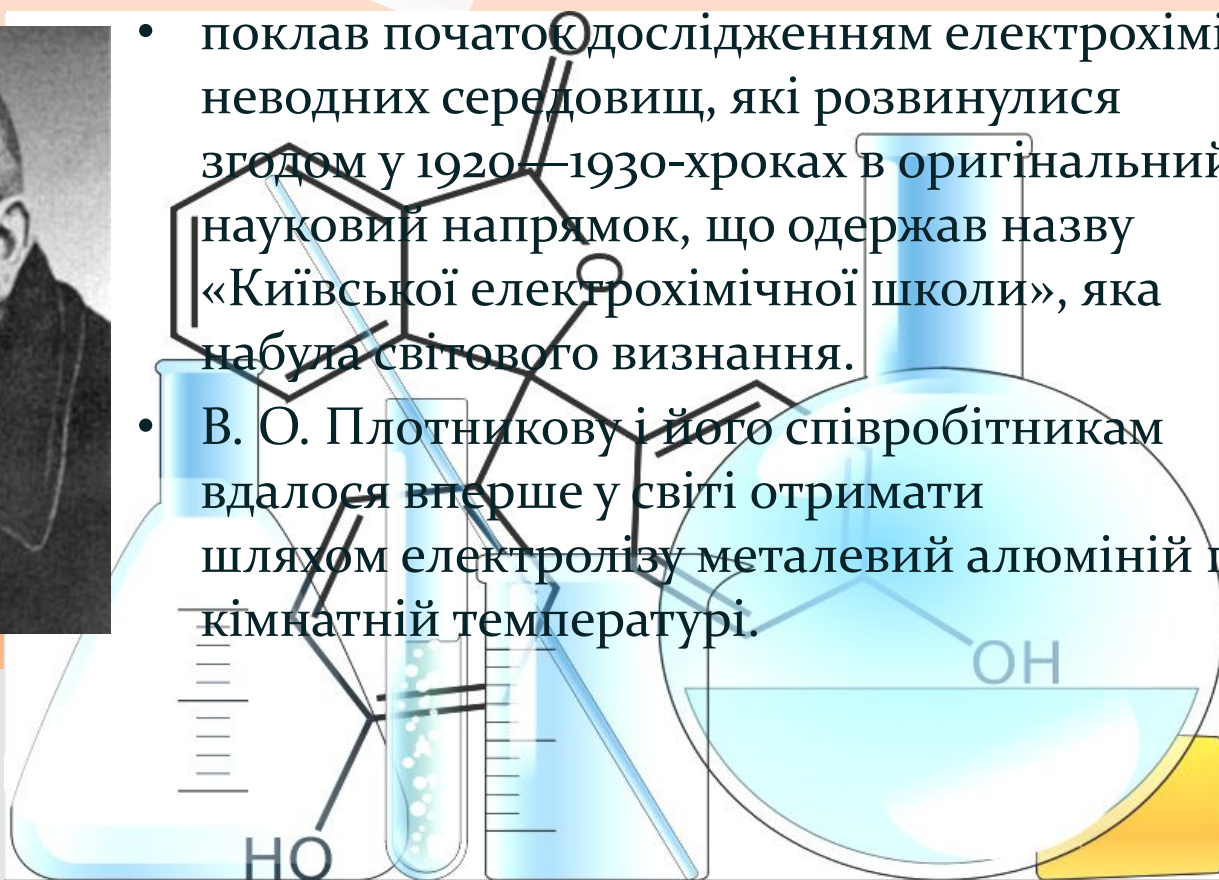 • поклав початок дослідженням електрохімі
неводних середовищ, які розвинулися
згодом у 1920—1930-хроках в оригінальний
науковий напрямок, що одержав назву
«Київської електрохімічної школи», яка
набула світового визнання.
• В. О. Плотникову і його співробітникам
вдалося вперше у світі отримати
шляхом електролізу металевий алюміній
кімнатній температурі.
O
O
OH
HO